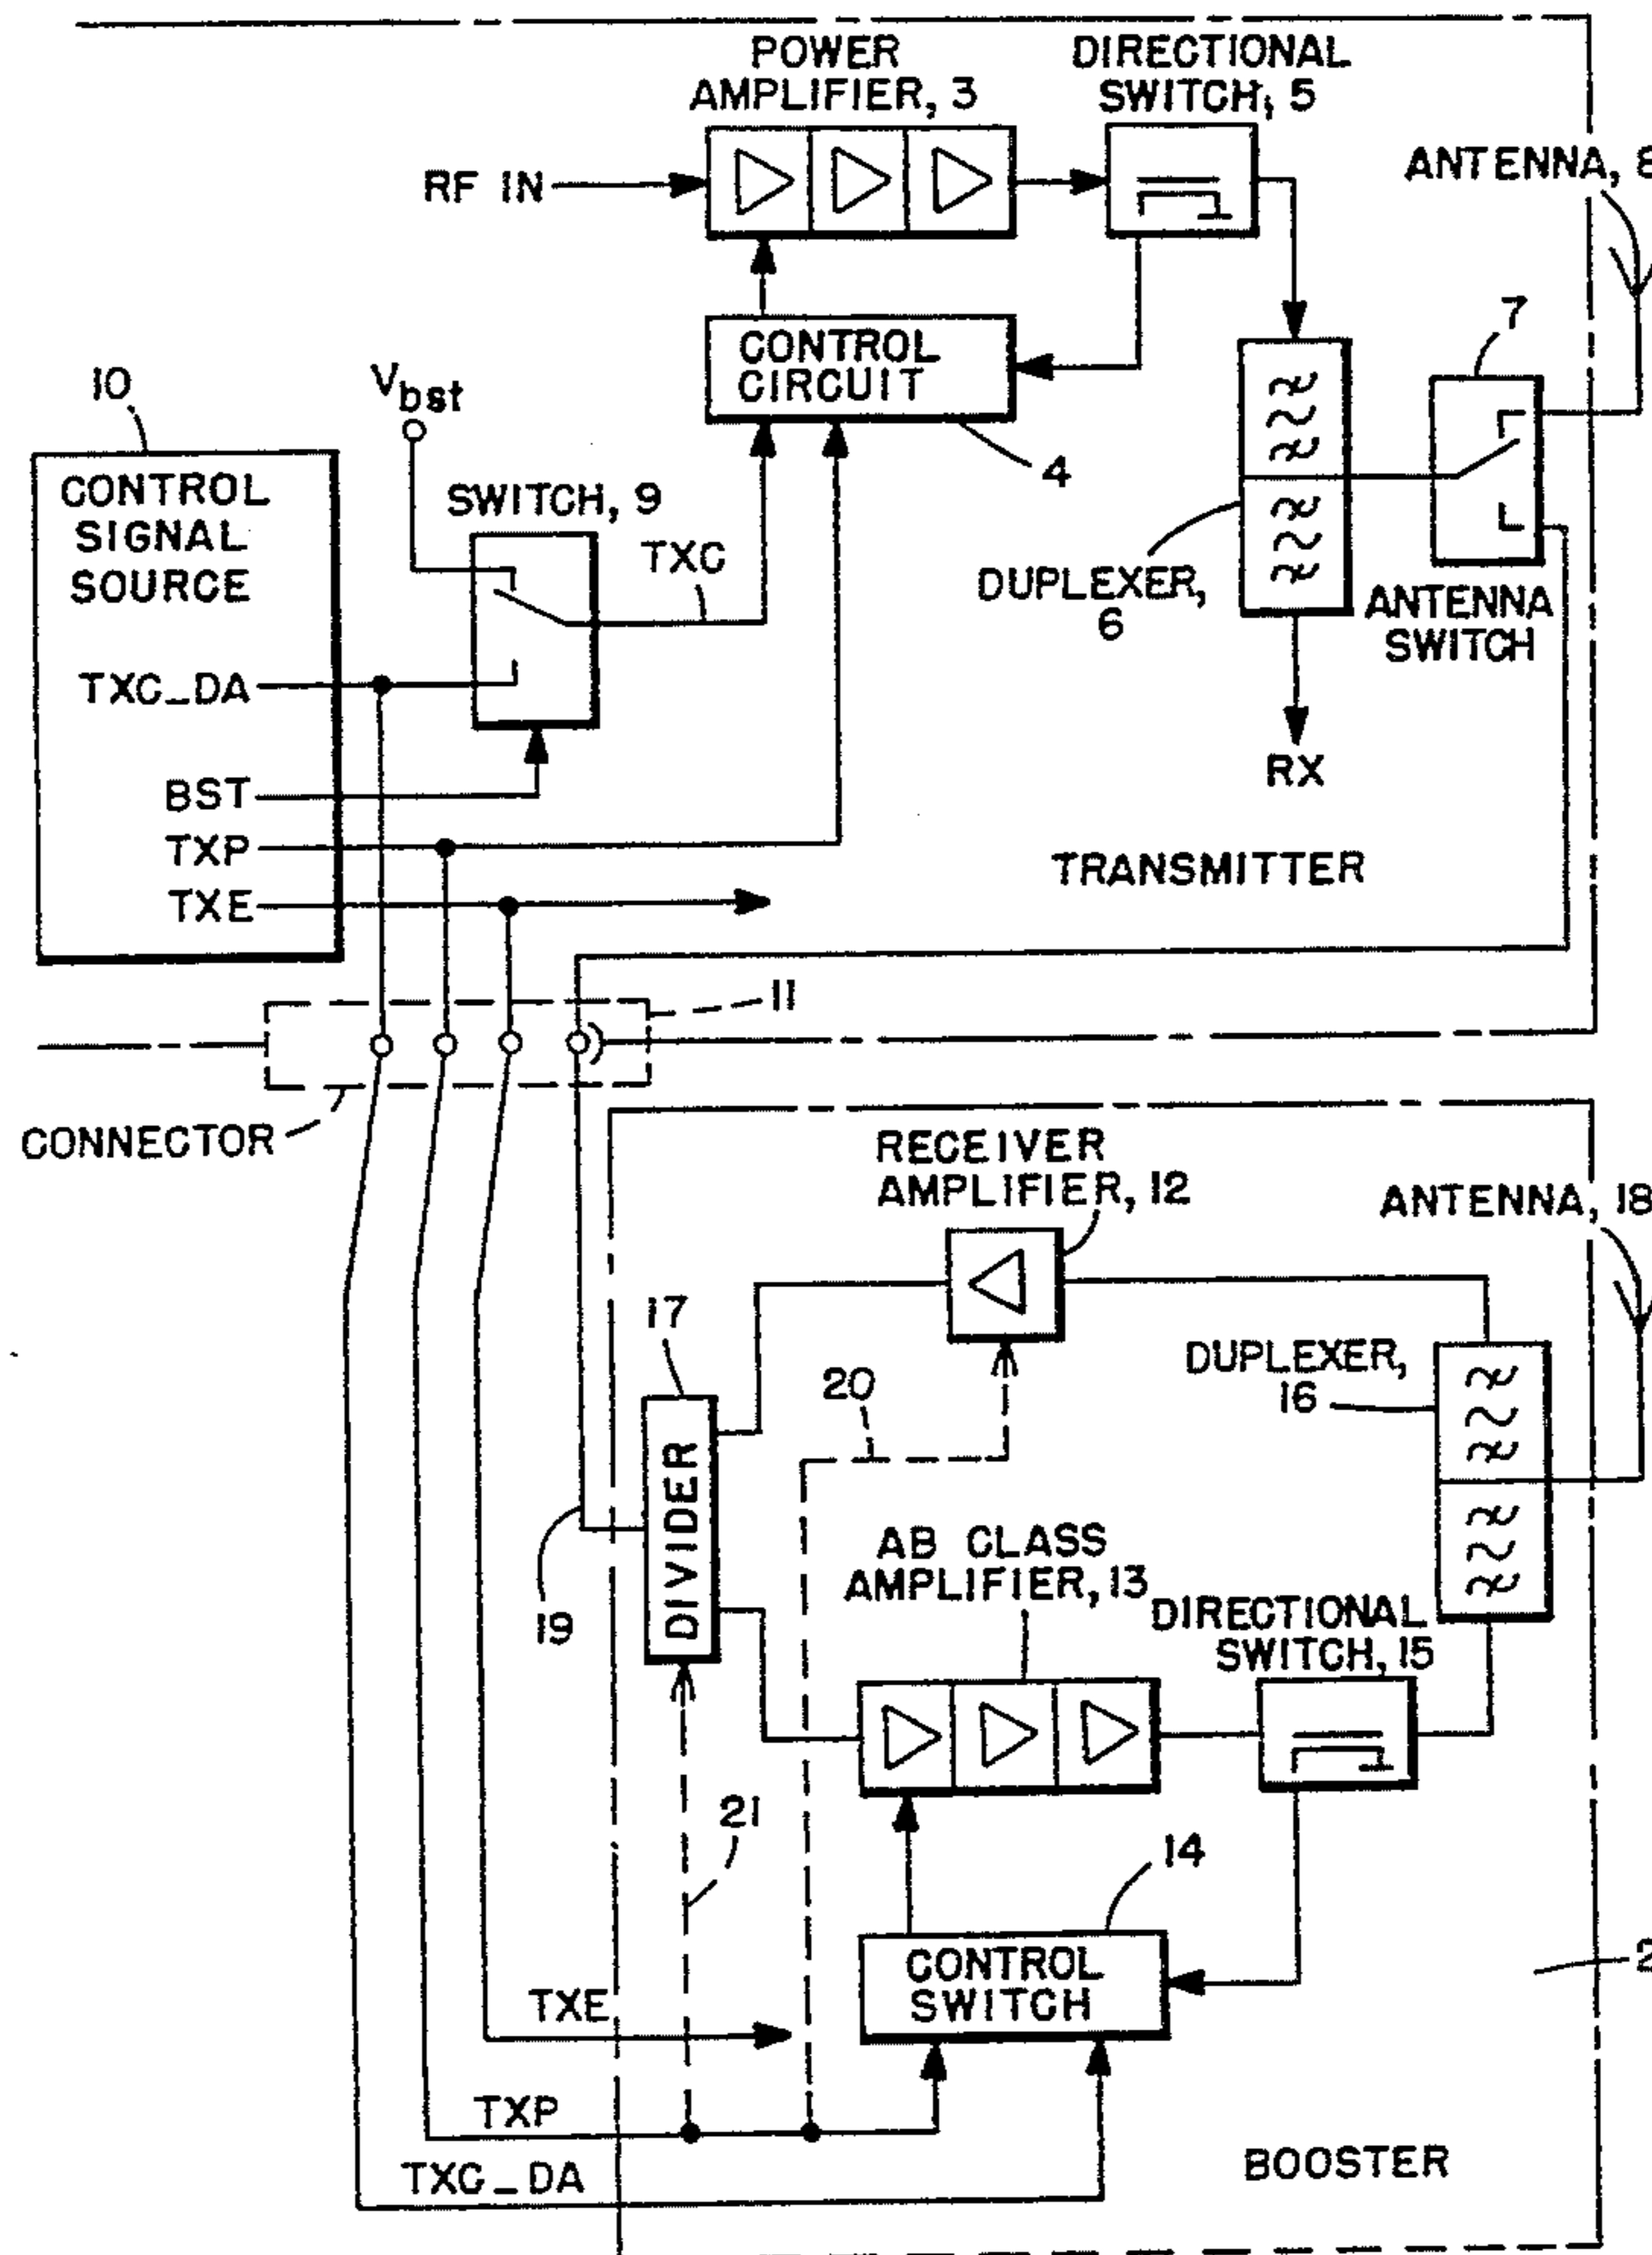 POWER
AMPLIFIER, 3
DIRECTIONAL
SWITCH, 5
ANTENNA, 8
RF IN
7
CONTROL
CIRCUIT
4
10
Vbst
CONTROL
SIGNAL
SOURCE
SWITCH, 9
TXC
DUPLEXER,
6
ANTENNA
SWITCH
TXC_DA
RX
BST
TXP
TXE
TRANSMITTER
11
CONNECTOR
RECEIVER
AMPLIFIER, 12
ANTENNA, 18
17
20
DUPLEXER,
16
DIVIDER
19
AB CLASS
AMPLIFIER, 13
DIRECTIONAL
SWITCH, 15
21
14
CONTROL
SWITCH
2
TXE
TXP
TXC_DA
BOOSTER